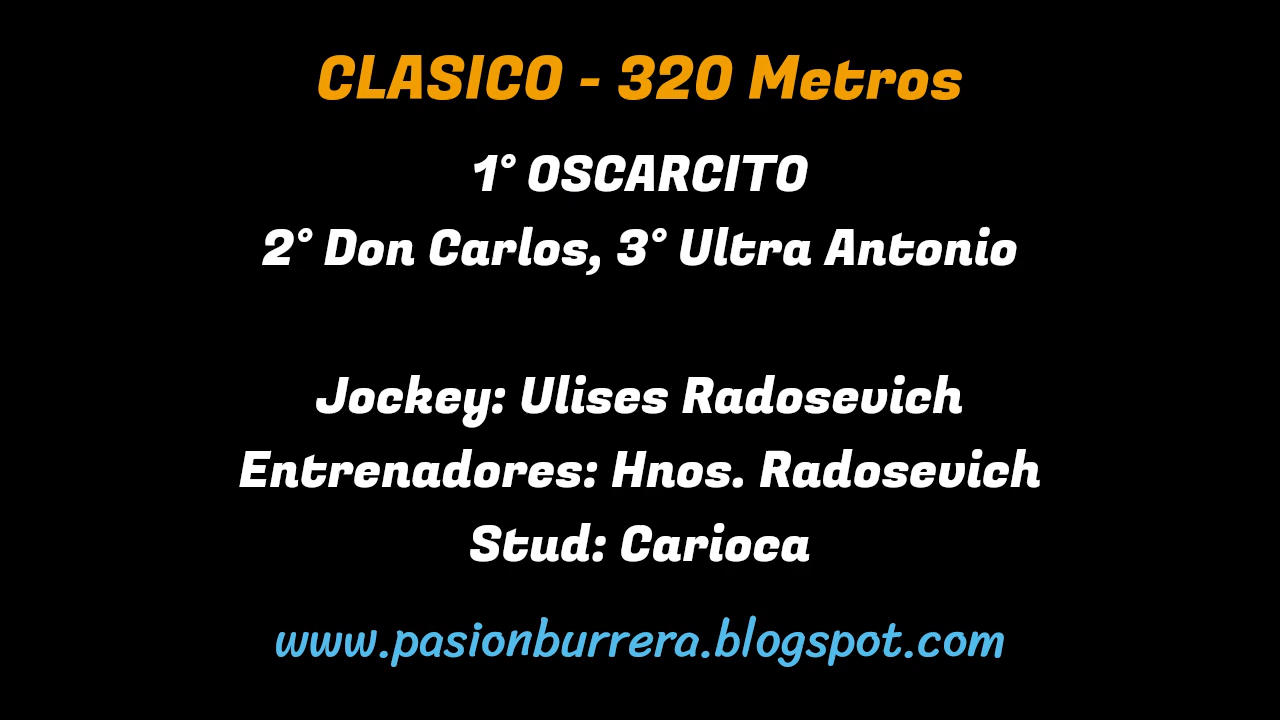 CLASICO - 320 Metros
1° OSCARCITO
2° Don Carlos, 3° Ultra Antonio
Jockey: Ulises Radosevich
Entrenadores: Hnos. Radosevich
Stud: Carioca
www.pasionburrera.blogspot.com